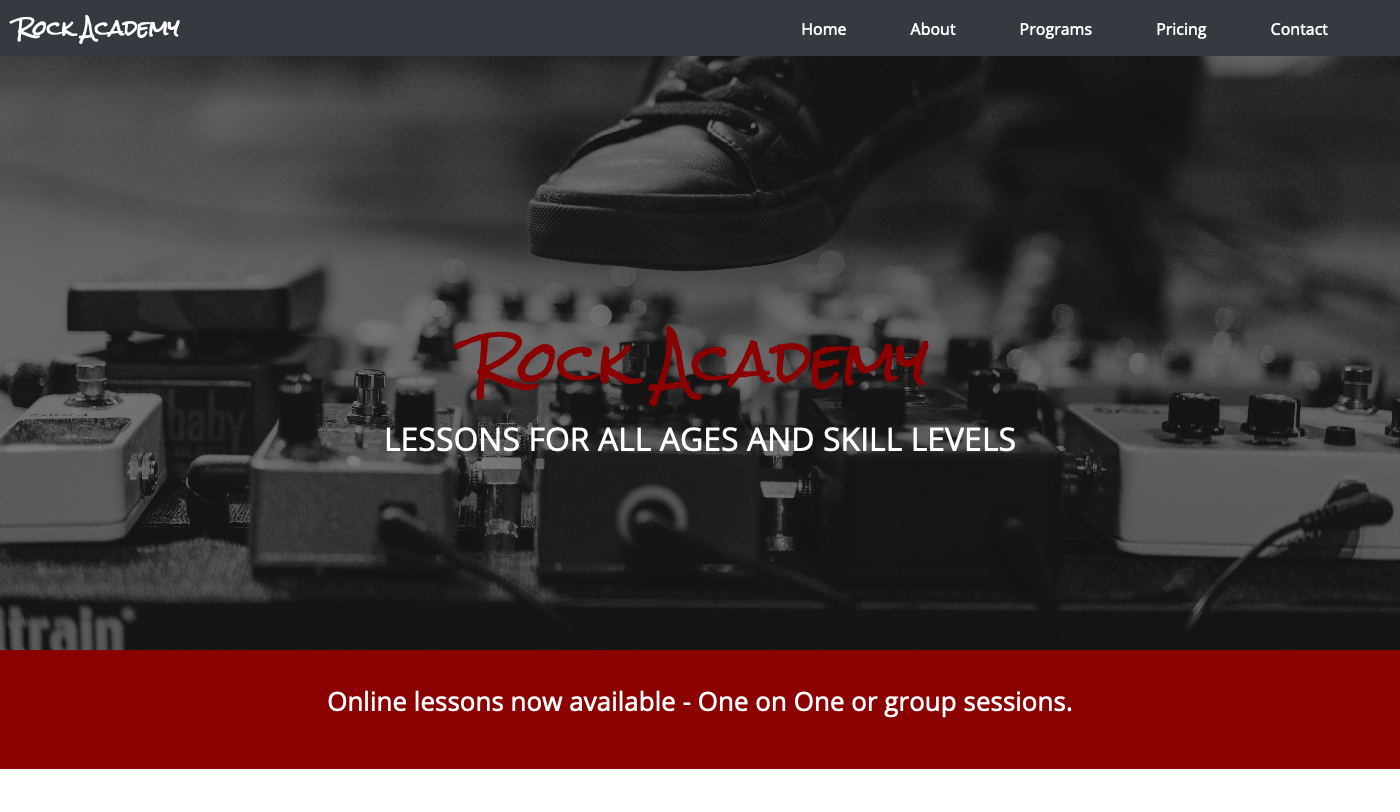 Rock Academy
Home About Programs Pricing Contact
Rock Academy
baby
LESSONS FOR ALL AGES AND SKILL LEVELS
Online lessons now available - One on One or group sessions.